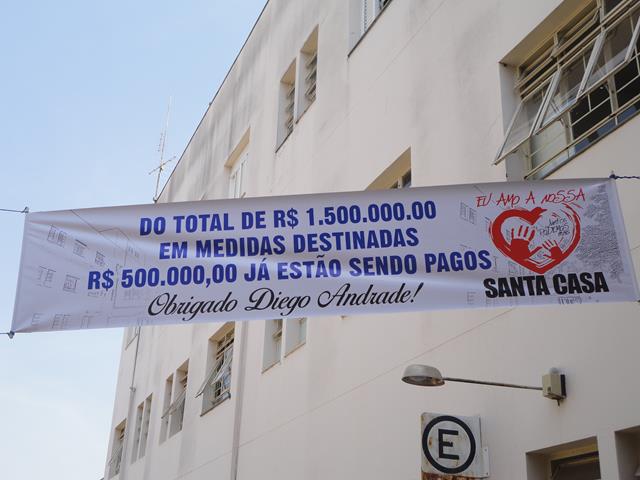 DO TOTAL DE R$ 1.500.000.00
EM MEDIDAS DESTINADAS
R$ 500.000,00 JÁ ESTÃO SENDO PAGOS
Obrigado Diego Andrade!
EU AMO A NOSSA
SANTA CASA
E